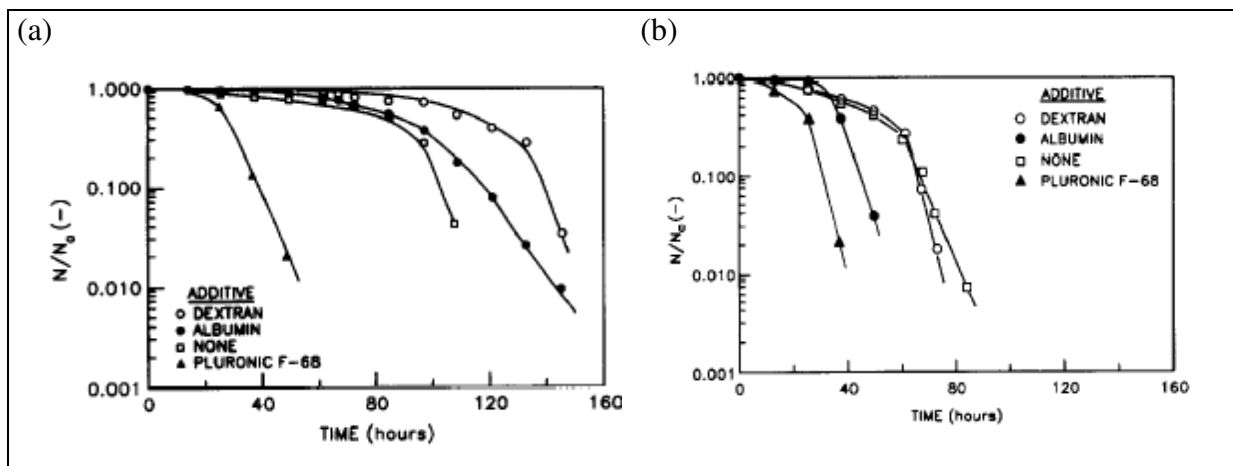 (a)
1.000
0.100
0.010
0.001
N/N₀ (-)
ADDITIVE
DEXTRAN
ALBUMIN
NONE
PLURONIC F-68
0 40 80 120 160
TIME (hours)
(b)
1.000
0.100
0.010
0.001
N/N₀ (-)
ADDITIVE
DEXTRAN
ALBUMIN
NONE
PLURONIC F-68
0 40 80 120 160
TIME (hours)